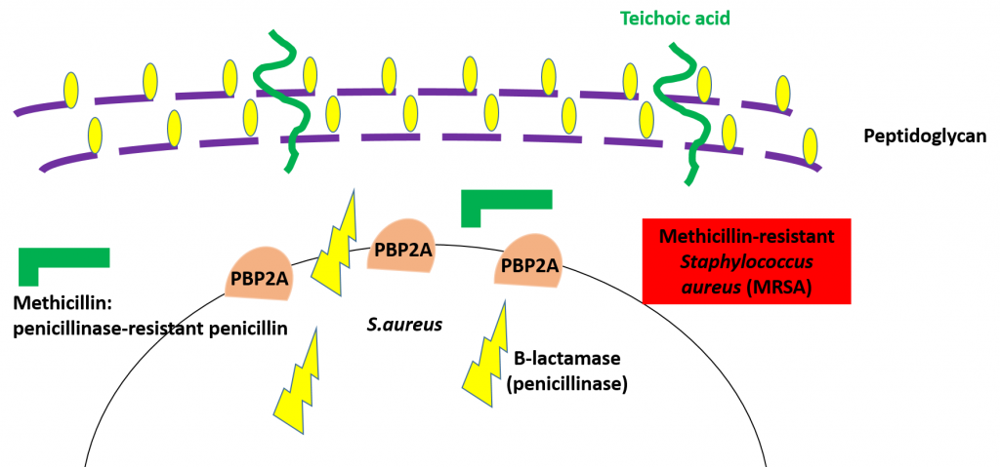 Teichoic acid
Peptidoglycan
PBP2A
PBP2A
PBP2A
Methicillin-resistant
Staphylococcus
aureus (MRSA)
Methicillin:
penicillinase-resistant penicillin
S.aureus
B-lactamase
(penicillinase)